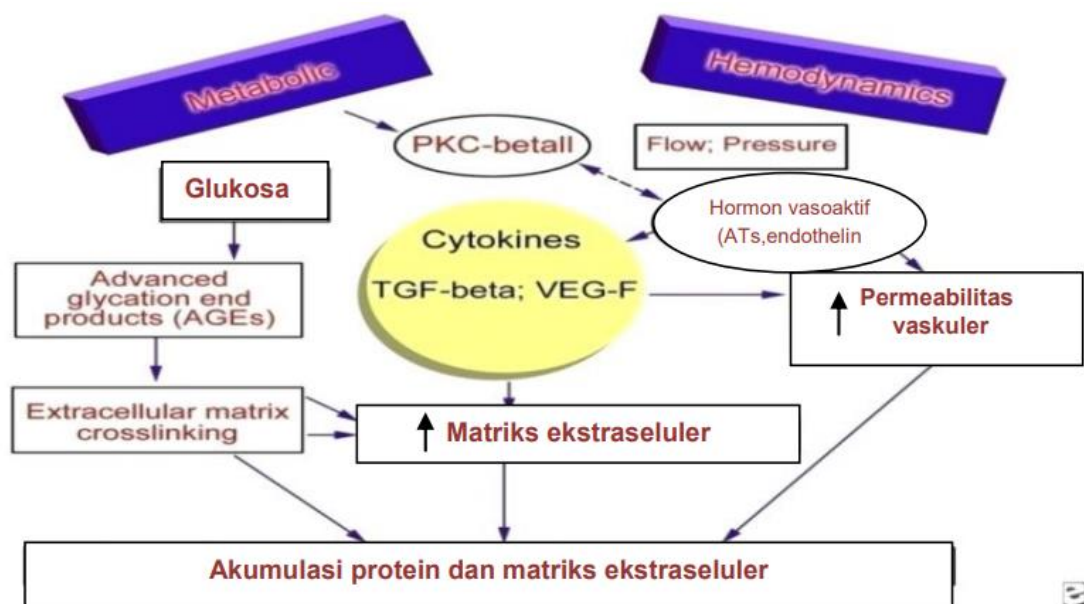 Metabolic
Hemodynamics
PKC-betaII
Flow; Pressure
Glukosa
Hormon vasoaktif
(ATs,endothelin
Cytokines
TGF-beta; VEG-F
Advanced
glycation end
products (AGEs)
↑ Permeabilitas
vaskuler
Extracellular matrix
crosslinking
↑ Matriks ekstraseluler
Akumulasi protein dan matriks ekstraseluler